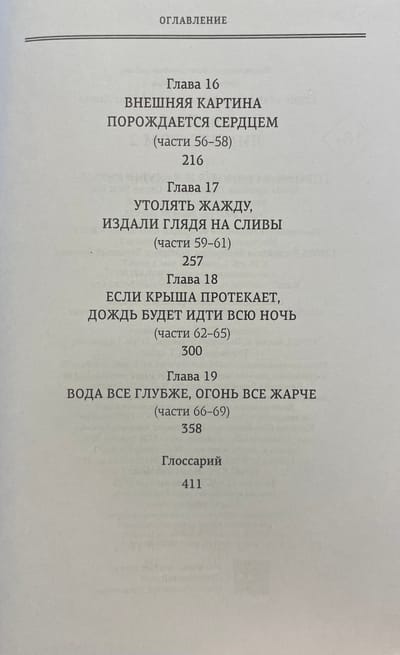 ОГЛАВЛЕНИЕ
Глава 16
ВНЕШНЯЯ КАРТИНА
ПОРОЖДАЕТСЯ СЕРДЦЕМ
(части 56–58)
216
Глава 17
УТОЛЯТЬ ЖАЖДУ,
ИЗДАЛИ ГЛЯДЯ НА СЛИВЫ
(части 59–61)
257
Глава 18
ЕСЛИ КРЫША ПРОТЕКАЕТ,
ДОЖДЬ БУДЕТ ИДТИ ВСЮ НОЧЬ
(части 62–65)
300
Глава 19
ВОДА ВСЕ ГЛУБЖЕ, ОГОНЬ ВСЕ ЖАРЧЕ
(части 66–69)
358
Глоссарий
411